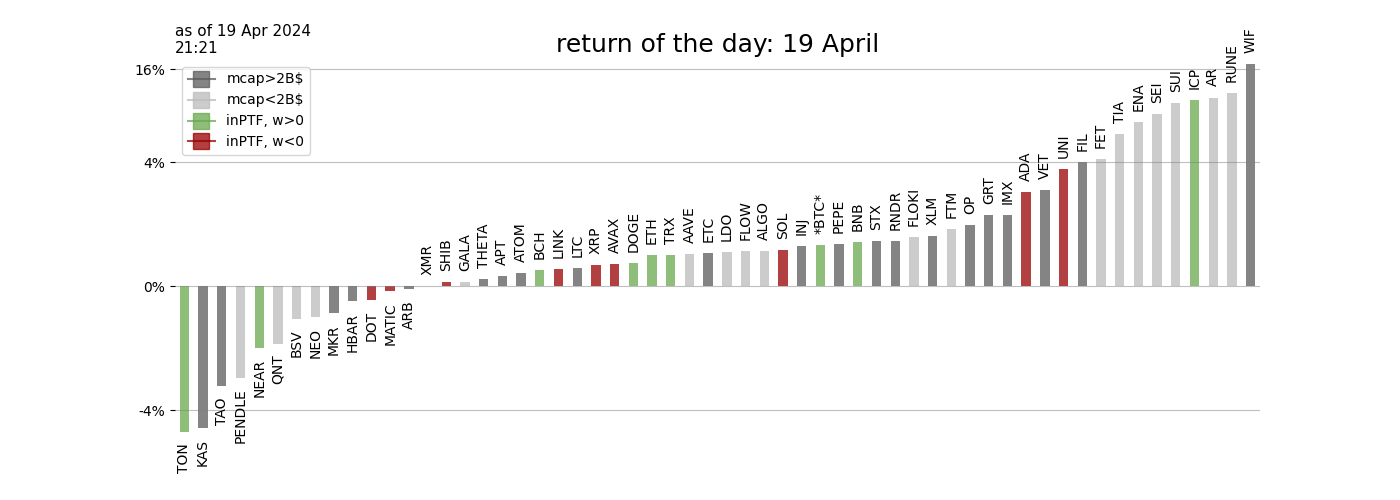 as of 19 Apr 2024
21:21
return of the day: 19 April
16%
4%
0%
-4%
mcap>2B$
mcap<2B$
inPTF, w>0
inPTF, w<0
TON
KAS
TAO
PENDLE
NEAR
QNT
BSV
NEO
MKR
HBAR
DOT
MATIC
ARB
XMR
SHIB
GALA
THETA
APT
ATOM
BCH
LINK
LTC
XRP
AVAX
DOGE
ETH
TRX
AAVE
ETC
LDO
FLOW
ALGO
SOL
INJ
*BTC*
PEPE
BNB
STX
RNDR
FLOKI
XLM
FTM
OP
GRT
IMX
ADA
VET
UNI
FIL
FET
TIA
ENA
SEI
SUI
ICP
AR
RUNE
WIF